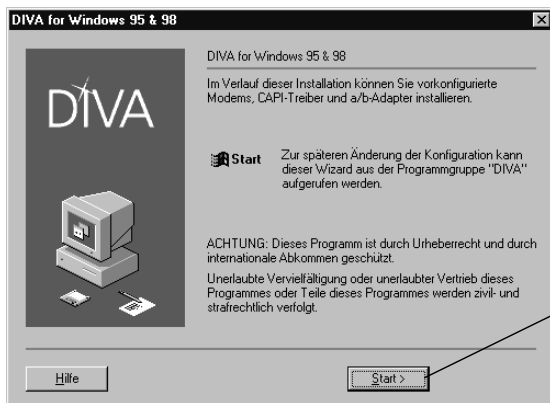 DIVA for Windows 95 & 98
DIVA
DIVA for Windows 95 & 98
Im Verlauf dieser Installation können Sie vorkonfigurierte
Modems, CAPI-Treiber und a/b-Adapter installieren.
Start
Zur späteren Änderung der Konfiguration kann
dieser Wizard aus der Programmgruppe "DIVA"
aufgerufen werden.
ACHTUNG: Dieses Programm ist durch Urheberrecht und durch
internationale Abkommen geschützt.
Unerlaubte Vervielfältigung oder unerlaubter Vertrieb dieses
Programmes oder Teile dieses Programmes werden zivil- und
strafrechtlich verfolgt.
Hilfe
Start >